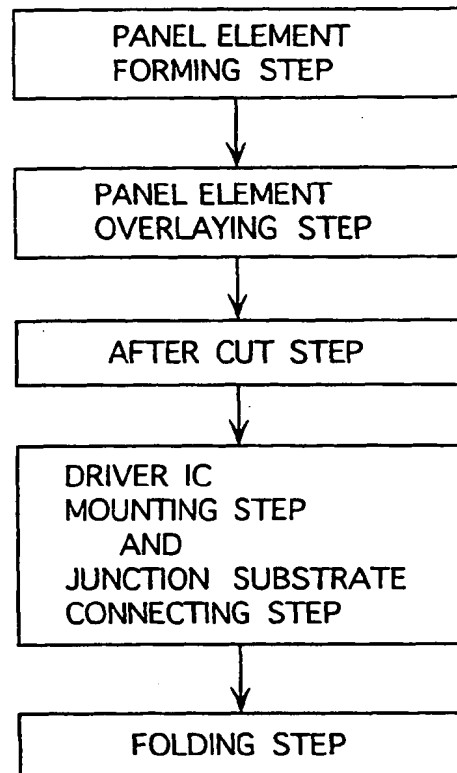 PANEL ELEMENT
FORMING STEP
PANEL ELEMENT
OVERLAYING STEP
AFTER CUT STEP
DRIVER IC
MOUNTING STEP
AND
JUNCTION SUBSTRATE
CONNECTING STEP
FOLDING STEP